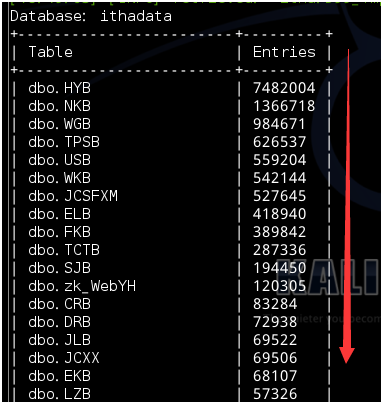 Database: ithadata
| Table | Entries |
| dbo.HYB | 7482004 |
| dbo.NKB | 1366718 |
| dbo.WGB | 984671 |
| dbo.TPSB | 626537 |
| dbo.USB | 559204 |
| dbo.WKB | 542144 |
| dbo.JCSFXM | 527645 |
| dbo.ELB | 418940 |
| dbo.FKB | 389842 |
| dbo.TCTB | 287336 |
| dbo.SJB | 194450 |
| dbo.zk_WebYH | 120305 |
| dbo.CRB | 83284 |
| dbo.DRB | 72938 |
| dbo.JLB | 69522 |
| dbo.JCXX | 69506 |
| dbo.EKB | 68107 |
| dbo.LZB | 57326 |
KALI